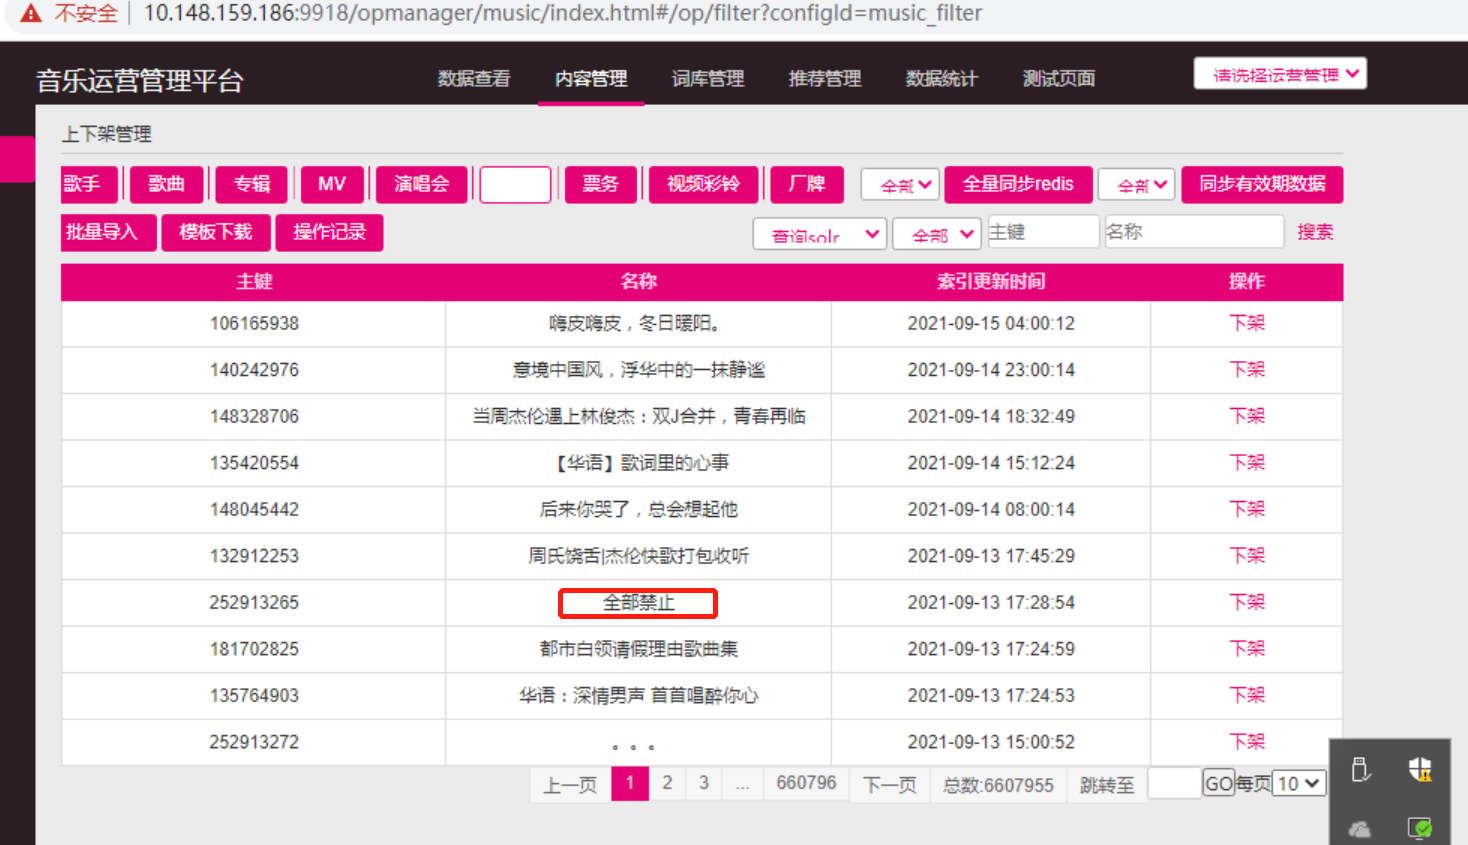 不安全 10.148.159.186:9918/opmanager/music/index.html#/op/filter?configId=music_filter
音乐运营管理平台 数据查看 内容管理 词库管理 推荐管理 数据统计 测试页面 请选择运营管理
上下架管理
歌手 歌曲 专辑 MV 演唱会 票务 视频彩铃 厂牌 全部 全量同步redis 全部 同步有效期数据
批量导入 模板下载 操作记录 查询solr 全部 主键 名称 搜索
主键 名称 索引更新时间 操作
106165938 嗨皮嗨皮，冬日暖阳。 2021-09-15 04:00:12 下架
140242976 意境中国风，浮华中的一抹静谧 2021-09-14 23:00:14 下架
148328706 当周杰伦遇上林俊杰：双J合并，青春再临 2021-09-14 18:32:49 下架
135420554 【华语】歌词里的心事 2021-09-14 15:12:24 下架
148045442 后来你哭了，总会想起他 2021-09-14 08:00:14 下架
132912253 周氏饶舌|杰伦快歌打包收听 2021-09-13 17:45:29 下架
252913265 全部禁止 2021-09-13 17:28:54 下架
181702825 都市白领请假理由歌曲集 2021-09-13 17:24:59 下架
135764903 华语：深情男声 首首唱醉你心 2021-09-13 17:24:53 下架
252913272 。。。 2021-09-13 15:00:52 下架
上一页 1 2 3 ... 660796 下一页 总数:6607955 跳转至 GO 每页 10